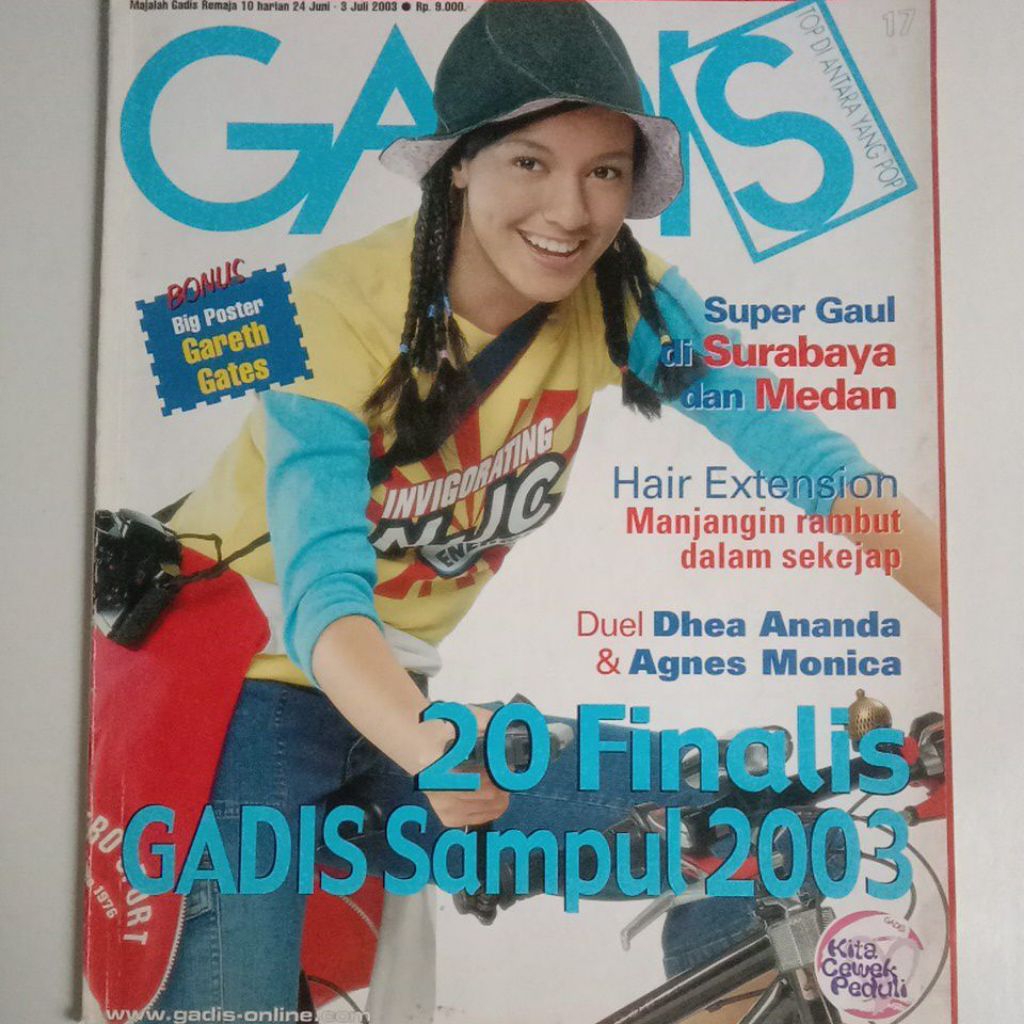 Majalah Gadis Remaja 10 harian 24 Juni - 3 Juli 2003 ● Rp. 9.000.-
17
GADIS
TOP DI ANTARA YANG POP
BONUS
Big Poster
Gareth
Gates
Super Gaul
di Surabaya
dan Medan
INVIGORATING
Hair Extension
Manjangin rambut
dalam sekejap
Duel Dhea Ananda
& Agnes Monica
20 Finalis
GADIS Sampul 2003
1976
GADIS
Kita
Cewek
Peduli
www.gadis-online.com